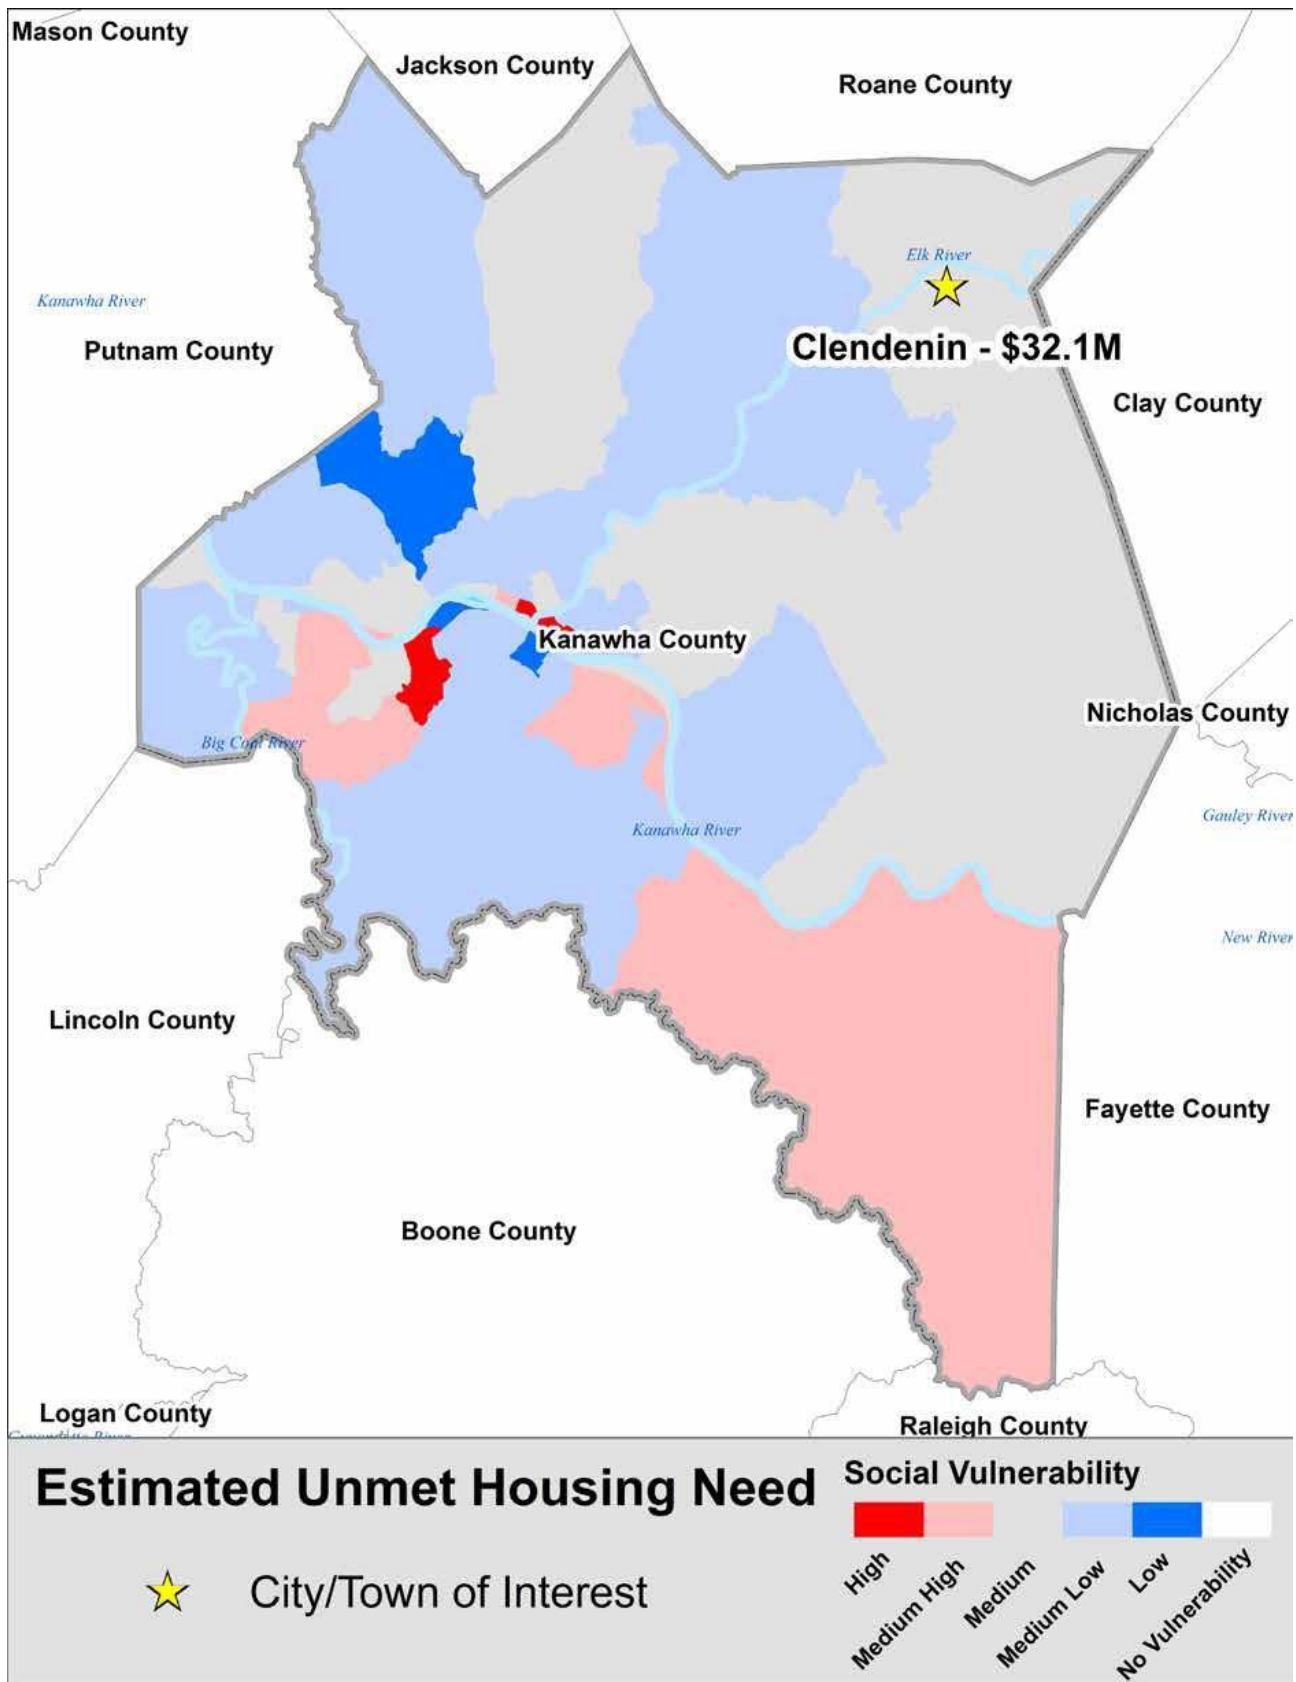 Mason County
Jackson County
Roane County
Elk River
Kanawha River
Putnam County
Clendenin - $32.1M
Clay County
Kanawha County
Nicholas County
Big Coal River
Gauley River
Kanawha River
New River
Lincoln County
Fayette County
Boone County
Logan County
Raleigh County
Estimated Unmet Housing Need
City/Town of Interest
Social Vulnerability
High
Medium High
Medium
Medium Low
Low
No Vulnerability